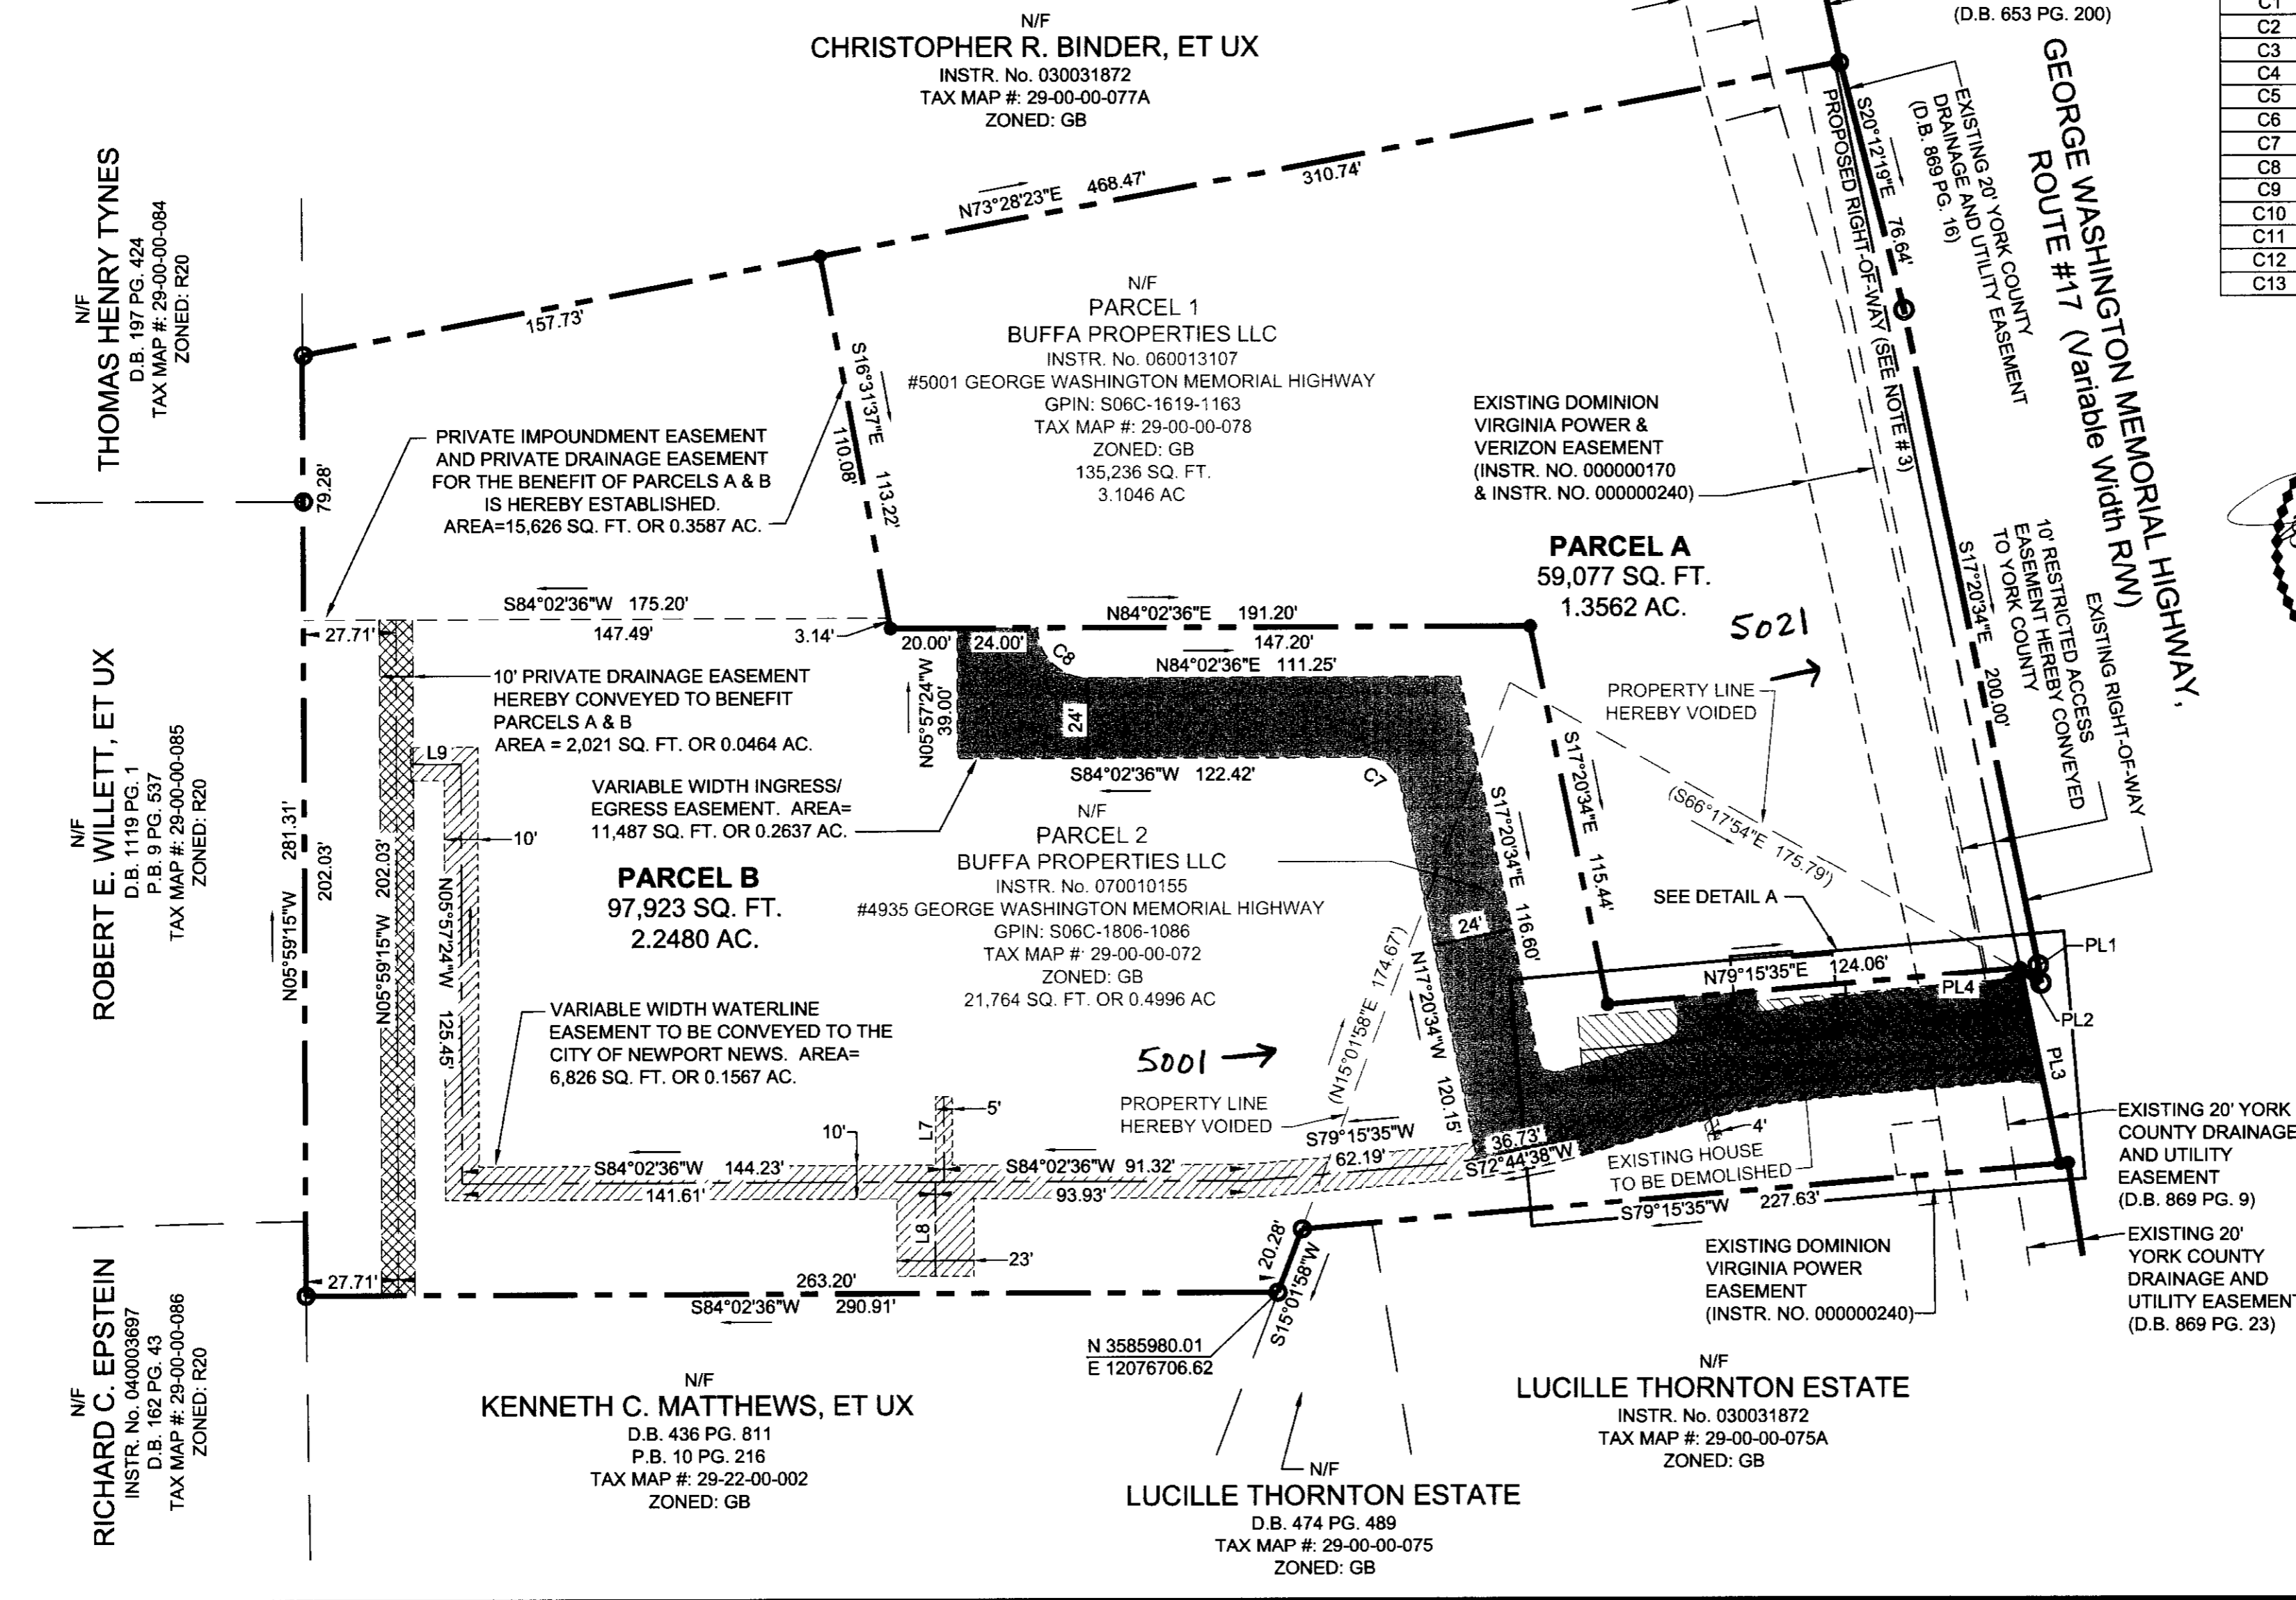 N/F
CHRISTOPHER R. BINDER, ET UX
INSTR. No. 030031872
TAX MAP #: 29-00-00-077A
ZONED: GB
(D.B. 653 PG. 200)
C1
C2
C3
C4
C5
C6
C7
C8
C9
C10
C11
C12
C13
GEORGE WASHINGTON MEMORIAL HIGHWAY,
ROUTE #17 (Variable Width R/W)
EXISTING 20' YORK COUNTY
DRAINAGE AND UTILITY EASEMENT
(D.B. 869 PG. 16)
S20°12'19"E 76.64'
PROPOSED RIGHT-OF-WAY (SEE NOTE # 3)
N/F
THOMAS HENRY TYNES
D.B. 197 PG. 424
TAX MAP #: 29-00-00-084
ZONED: R20
N73°28'23"E 468.47'
310.74'
157.73'
79.28'
S16°31'37"E 113.22'
110.08'
N/F
PARCEL 1
BUFFA PROPERTIES LLC
INSTR. No. 060013107
#5001 GEORGE WASHINGTON MEMORIAL HIGHWAY
GPIN: S06C-1619-1163
TAX MAP #: 29-00-00-078
ZONED: GB
135,236 SQ. FT.
3.1046 AC
PRIVATE IMPOUNDMENT EASEMENT
AND PRIVATE DRAINAGE EASEMENT
FOR THE BENEFIT OF PARCELS A & B
IS HEREBY ESTABLISHED.
AREA=15,626 SQ. FT. OR 0.3587 AC.
EXISTING DOMINION
VIRGINIA POWER &
VERIZON EASEMENT
(INSTR. NO. 000000170
& INSTR. NO. 000000240)
PARCEL A
59,077 SQ. FT.
1.3562 AC.
5021
S17°20'34"E 200.00'
10' RESTRICTED ACCESS
EASEMENT HEREBY CONVEYED
TO YORK COUNTY
EXISTING RIGHT-OF-WAY
S84°02'36"W 175.20'
27.71'
147.49'
3.14'
N84°02'36"E 191.20'
20.00'
24.00'
147.20'
C8
N84°02'36"E 111.25'
N05°57'24"W
39.00'
24'
S84°02'36"W 122.42'
C7
PROPERTY LINE
HEREBY VOIDED
(S66°17'54"E 175.79')
S17°20'34"E 115.44'
S17°20'34"E 116.60'
N/F
ROBERT E. WILLETT, ET UX
D.B. 1119 PG. 1
P.B. 9 PG. 537
TAX MAP #: 29-00-00-085
ZONED: R20
10' PRIVATE DRAINAGE EASEMENT
HEREBY CONVEYED TO BENEFIT
PARCELS A & B
AREA = 2,021 SQ. FT. OR 0.0464 AC.
L9
10'
VARIABLE WIDTH INGRESS/
EGRESS EASEMENT. AREA=
11,487 SQ. FT. OR 0.2637 AC.
N/F
PARCEL 2
BUFFA PROPERTIES LLC
INSTR. No. 070010155
#4935 GEORGE WASHINGTON MEMORIAL HIGHWAY
GPIN: S06C-1806-1086
TAX MAP #: 29-00-00-072
ZONED: GB
21,764 SQ. FT. OR 0.4996 AC
PARCEL B
97,923 SQ. FT.
2.2480 AC.
N05°59'15"W 281.31'
202.03'
N05°59'15"W 202.03'
N05°57'24"W 125.45'
24'
SEE DETAIL A
N79°15'35"E 124.06'
PL1
PL4
PL2
PL3
N17°20'34"W 120.15'
(N15°01'58"E 174.67')
VARIABLE WIDTH WATERLINE
EASEMENT TO BE CONVEYED TO THE
CITY OF NEWPORT NEWS. AREA=
6,826 SQ. FT. OR 0.1567 AC.
5001
PROPERTY LINE
HEREBY VOIDED
5'
L7
10'
S84°02'36"W 144.23'
141.61'
S84°02'36"W 91.32'
93.93'
S79°15'35"W
62.19'
36.73'
S72°44'38"W
4'
EXISTING HOUSE
TO BE DEMOLISHED
S79°15'35"W 227.63'
L8
23'
27.71'
263.20'
S84°02'36"W 290.91'
20.28'
S15°01'58"W
N 3585980.01
E 12076706.62
EXISTING 20' YORK
COUNTY DRAINAGE
AND UTILITY
EASEMENT
(D.B. 869 PG. 9)
EXISTING 20'
YORK COUNTY
DRAINAGE AND
UTILITY EASEMENT
(D.B. 869 PG. 23)
EXISTING DOMINION
VIRGINIA POWER
EASEMENT
(INSTR. NO. 000000240)
N/F
RICHARD C. EPSTEIN
INSTR. No. 040003697
D.B. 162 PG. 43
TAX MAP #: 29-00-00-086
ZONED: R20
N/F
KENNETH C. MATTHEWS, ET UX
D.B. 436 PG. 811
P.B. 10 PG. 216
TAX MAP #: 29-22-00-002
ZONED: GB
N/F
LUCILLE THORNTON ESTATE
D.B. 474 PG. 489
TAX MAP #: 29-00-00-075
ZONED: GB
N/F
LUCILLE THORNTON ESTATE
INSTR. No. 030031872
TAX MAP #: 29-00-00-075A
ZONED: GB